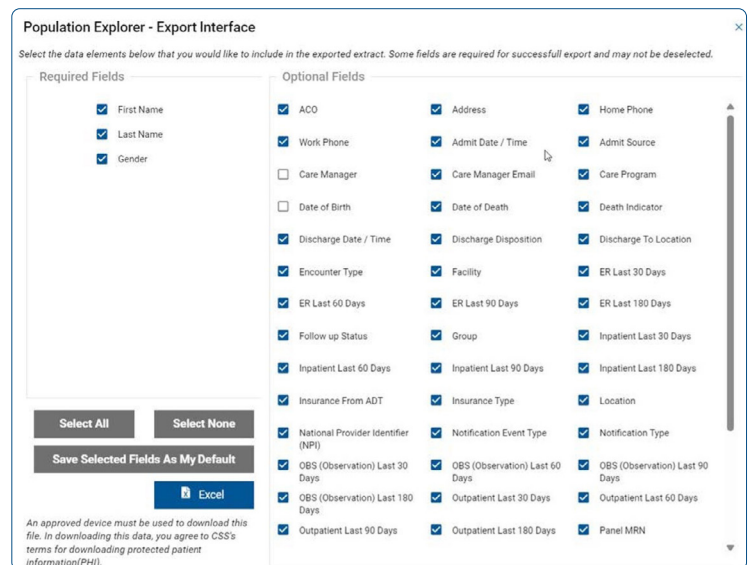 Population Explorer - Export Interface
×
Select the data elements below that you would like to include in the exported extract. Some fields are required for successfull export and may not be deselected.
Required Fields
First Name
Last Name
Gender
Select All
Select None
Save Selected Fields As My Default
Excel
An approved device must be used to download this
file. In downloading this data, you agree to CSS's
terms for downloading protected patient
information(PHI).
Optional Fields
ACO
Address
Home Phone
Work Phone
Admit Date / Time
Admit Source
Care Manager
Care Manager Email
Care Program
Date of Birth
Date of Death
Death Indicator
Discharge Date / Time
Discharge Disposition
Discharge To Location
Encounter Type
Facility
ER Last 30 Days
ER Last 60 Days
ER Last 90 Days
ER Last 180 Days
Follow up Status
Group
Inpatient Last 30 Days
Inpatient Last 60 Days
Inpatient Last 90 Days
Inpatient Last 180 Days
Insurance From ADT
Insurance Type
Location
National Provider Identifier
(NPI)
Notification Event Type
Notification Type
OBS (Observation) Last 30
Days
OBS (Observation) Last 60
Days
OBS (Observation) Last 90
Days
OBS (Observation) Last 180
Days
Outpatient Last 30 Days
Outpatient Last 60 Days
Outpatient Last 90 Days
Outpatient Last 180 Days
Panel MRN